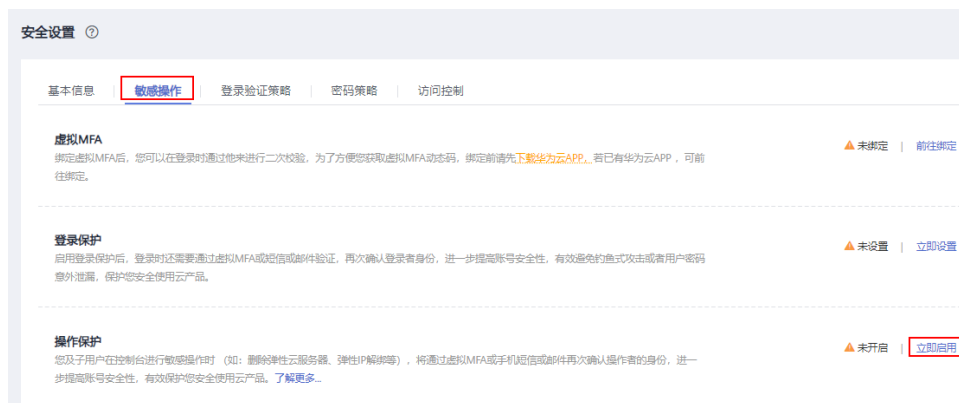 安全设置 ?
基本信息 | 敏感操作 | 登录验证策略 | 密码策略 | 访问控制
虚拟MFA
绑定虚拟MFA后，您可以在登录时通过他来进行二次校验，为了方便您获取虚拟MFA动态码，绑定前请先下载华为云APP，若已有华为云APP ，可前
往绑定。
未绑定 | 前往绑定
登录保护
启用登录保护后，登录时还需要通过虚拟MFA或短信或邮件验证，再次确认登录者身份，进一步提高账号安全性，有效避免钓鱼式攻击或者用户密码
意外泄漏，保护您安全使用云产品。
未设置 | 立即设置
操作保护
您及子用户在控制台进行敏感操作时 （如：删除弹性云服务器、弹性IP解绑等），将通过虚拟MFA或手机短信或邮件再次确认操作者的身份，进一
步提高账号安全性，有效保护您安全使用云产品。了解更多...
未开启 | 立即启用